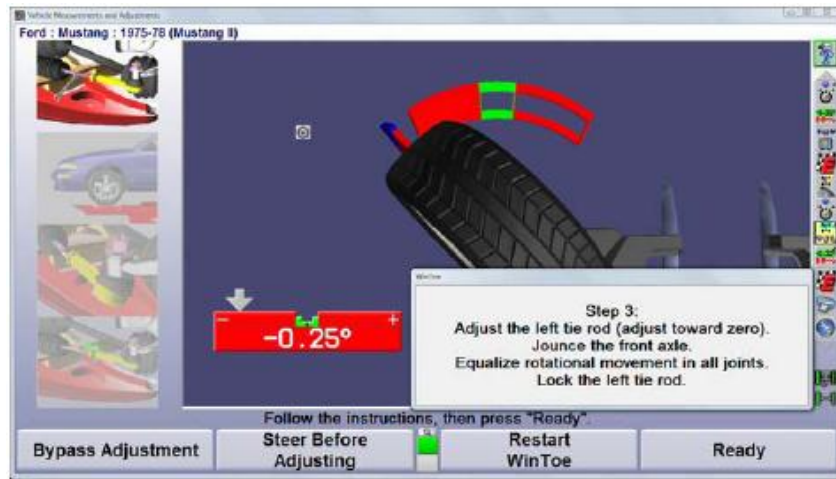 Vehicle Measurements and Adjustments
Ford : Mustang : 1975-78 (Mustang II)
- +
-0.25°
WinToe
Step 3:
Adjust the left tie rod (adjust toward zero).
Jounce the front axle.
Equalize rotational movement in all joints.
Lock the left tie rod.
Follow the instructions, then press "Ready".
Bypass Adjustment
Steer Before
Adjusting
Restart
WinToe
Ready